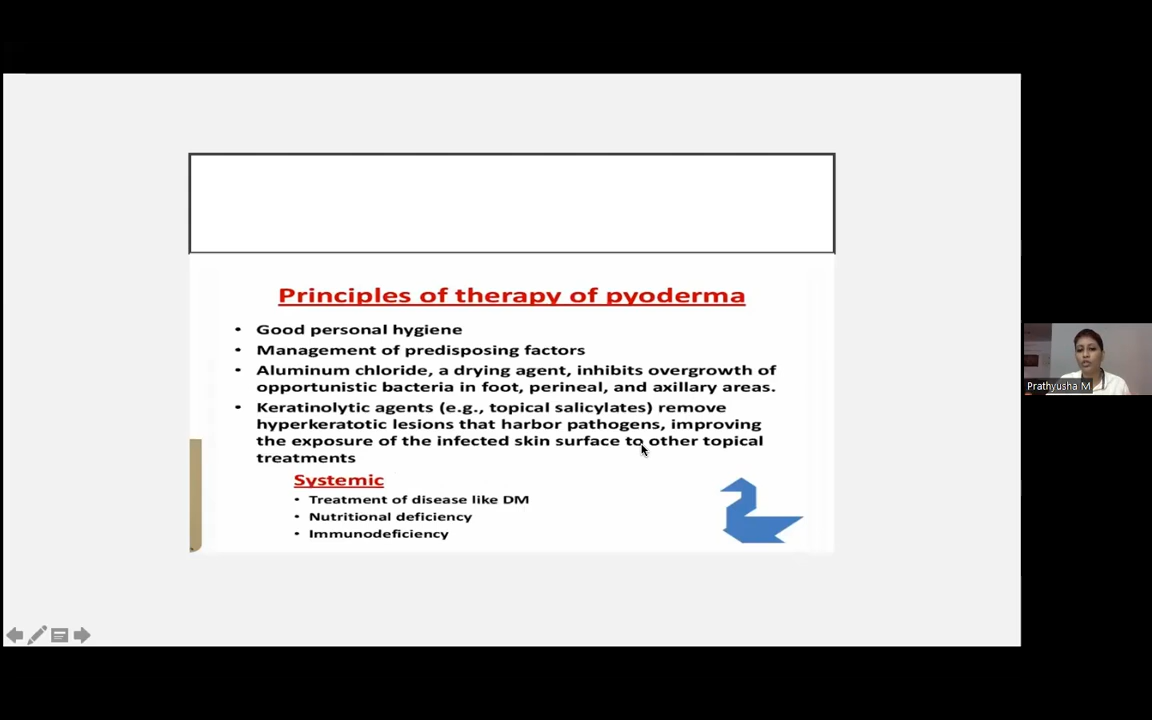 Principles of therapy of pyoderma
• Good personal hygiene
• Management of predisposing factors
• Aluminum chloride, a drying agent, inhibits overgrowth of
opportunistic bacteria in foot, perineal, and axillary areas.
• Keratinolytic agents (e.g., topical salicylates) remove
hyperkeratotic lesions that harbor pathogens, improving
the exposure of the infected skin surface to other topical
treatments
Systemic
• Treatment of disease like DM
• Nutritional deficiency
• Immunodeficiency
Prathyusha M